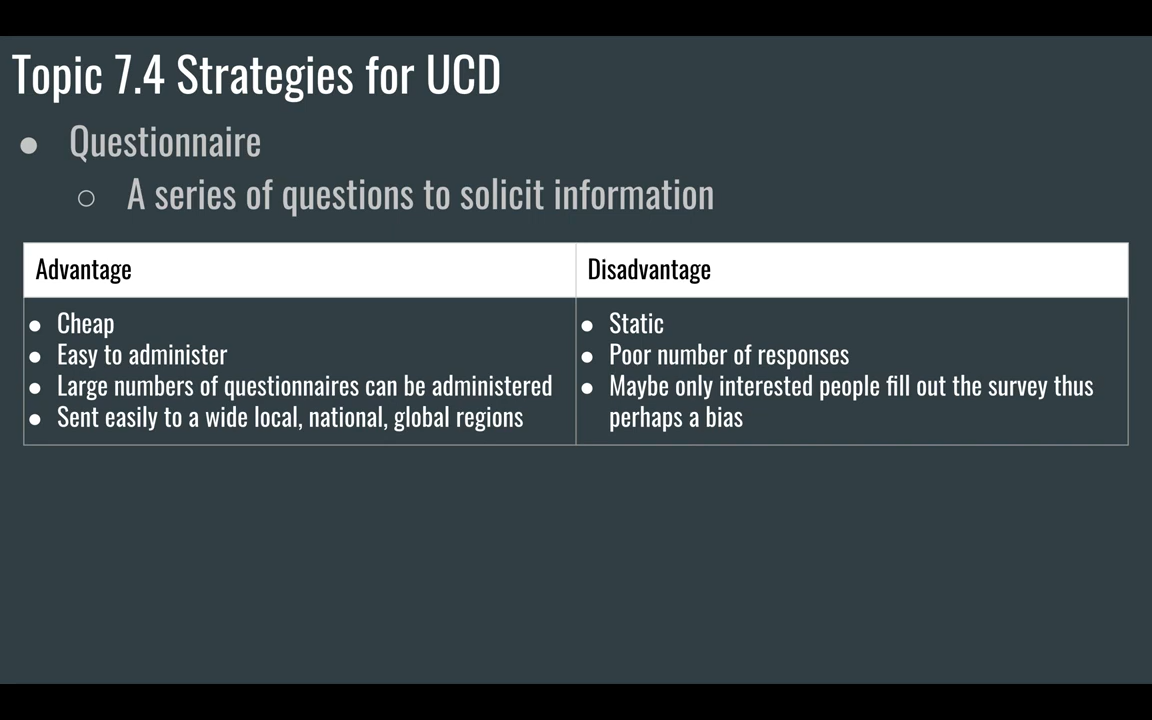 Topic 7.4 Strategies for UCD
● Questionnaire
○ A series of questions to solicit information
Advantage
Disadvantage
● Cheap
● Easy to administer
● Large numbers of questionnaires can be administered
● Sent easily to a wide local, national, global regions
● Static
● Poor number of responses
● Maybe only interested people fill out the survey thus
perhaps a bias